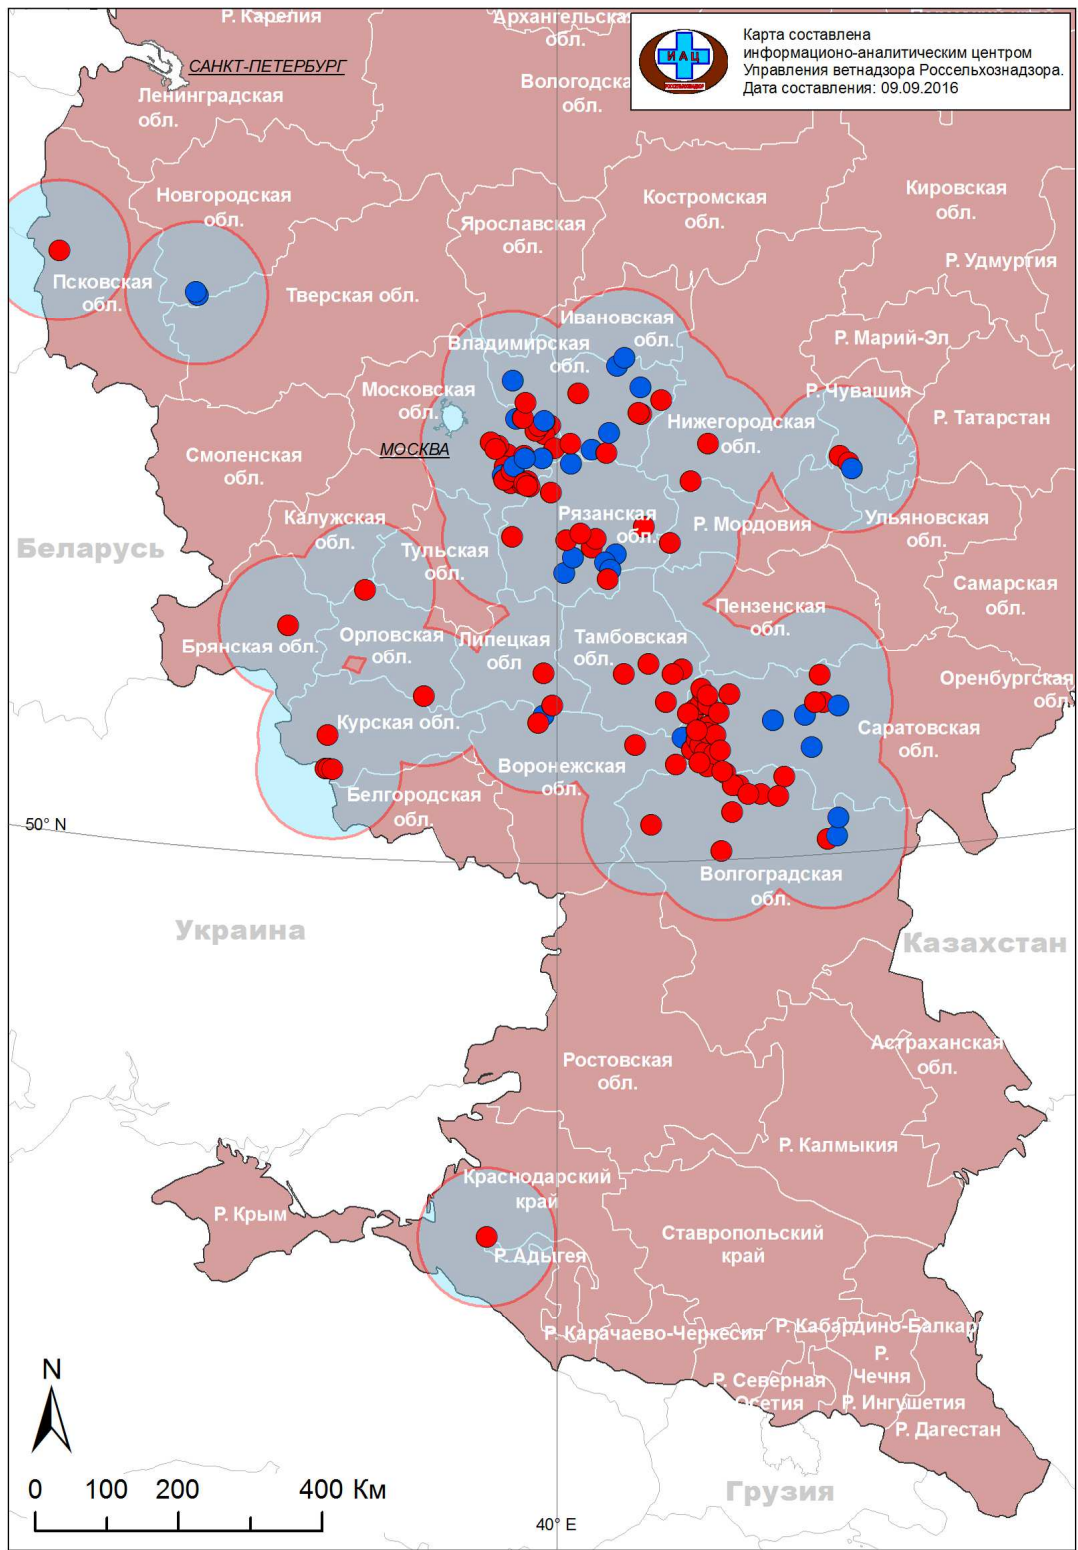 Р. Карелия
Архангельская
обл.
ИАЦ
РОССЕЛЬХОЗНАДЗОР
Карта составлена
информационо-аналитическим центром
Управления ветнадзора Россельхознадзора.
Дата составления: 09.09.2016
САНКТ-ПЕТЕРБУРГ
Ленинградская
обл.
Вологодска
обл.
Новгородская
обл.
Костромская
обл.
Кировская
обл.
Ярославская
обл.
Р. Удмуртия
Псковская
обл.
Тверская обл.
Ивановская
обл.
Владимирская
обл.
Р. Марий-Эл
Московская
обл.
Р. Чувашия
Р. Татарстан
Нижегородская
обл.
МОСКВА
Смоленская
обл.
Калужская
обл.
Рязанская
обл.
Р. Мордовия
Ульяновская
обл.
Беларусь
Тульская
обл.
Самарская
обл.
Пензенская
обл.
Брянская обл.
Орловская
обл.
Липецкая
обл
Тамбовская
обл.
Оренбургская
обл.
Курская обл.
Саратовская
обл.
Воронежская
обл.
Белгородская
обл.
50° N
Волгоградская
обл.
Украина
Казахстан
Ростовская
обл.
Астраханская
обл.
Р. Калмыкия
Краснодарский
край
Р. Крым
Ставропольский
край
Р. Адыгея
Р. Карачаево-Черкесия
Р. Кабардино-Балкар
Р.
Чечня
Р. Северная
Осетия
Р. Ингушетия
Р. Дагестан
N
Грузия
0 100 200 400 Км
40° E